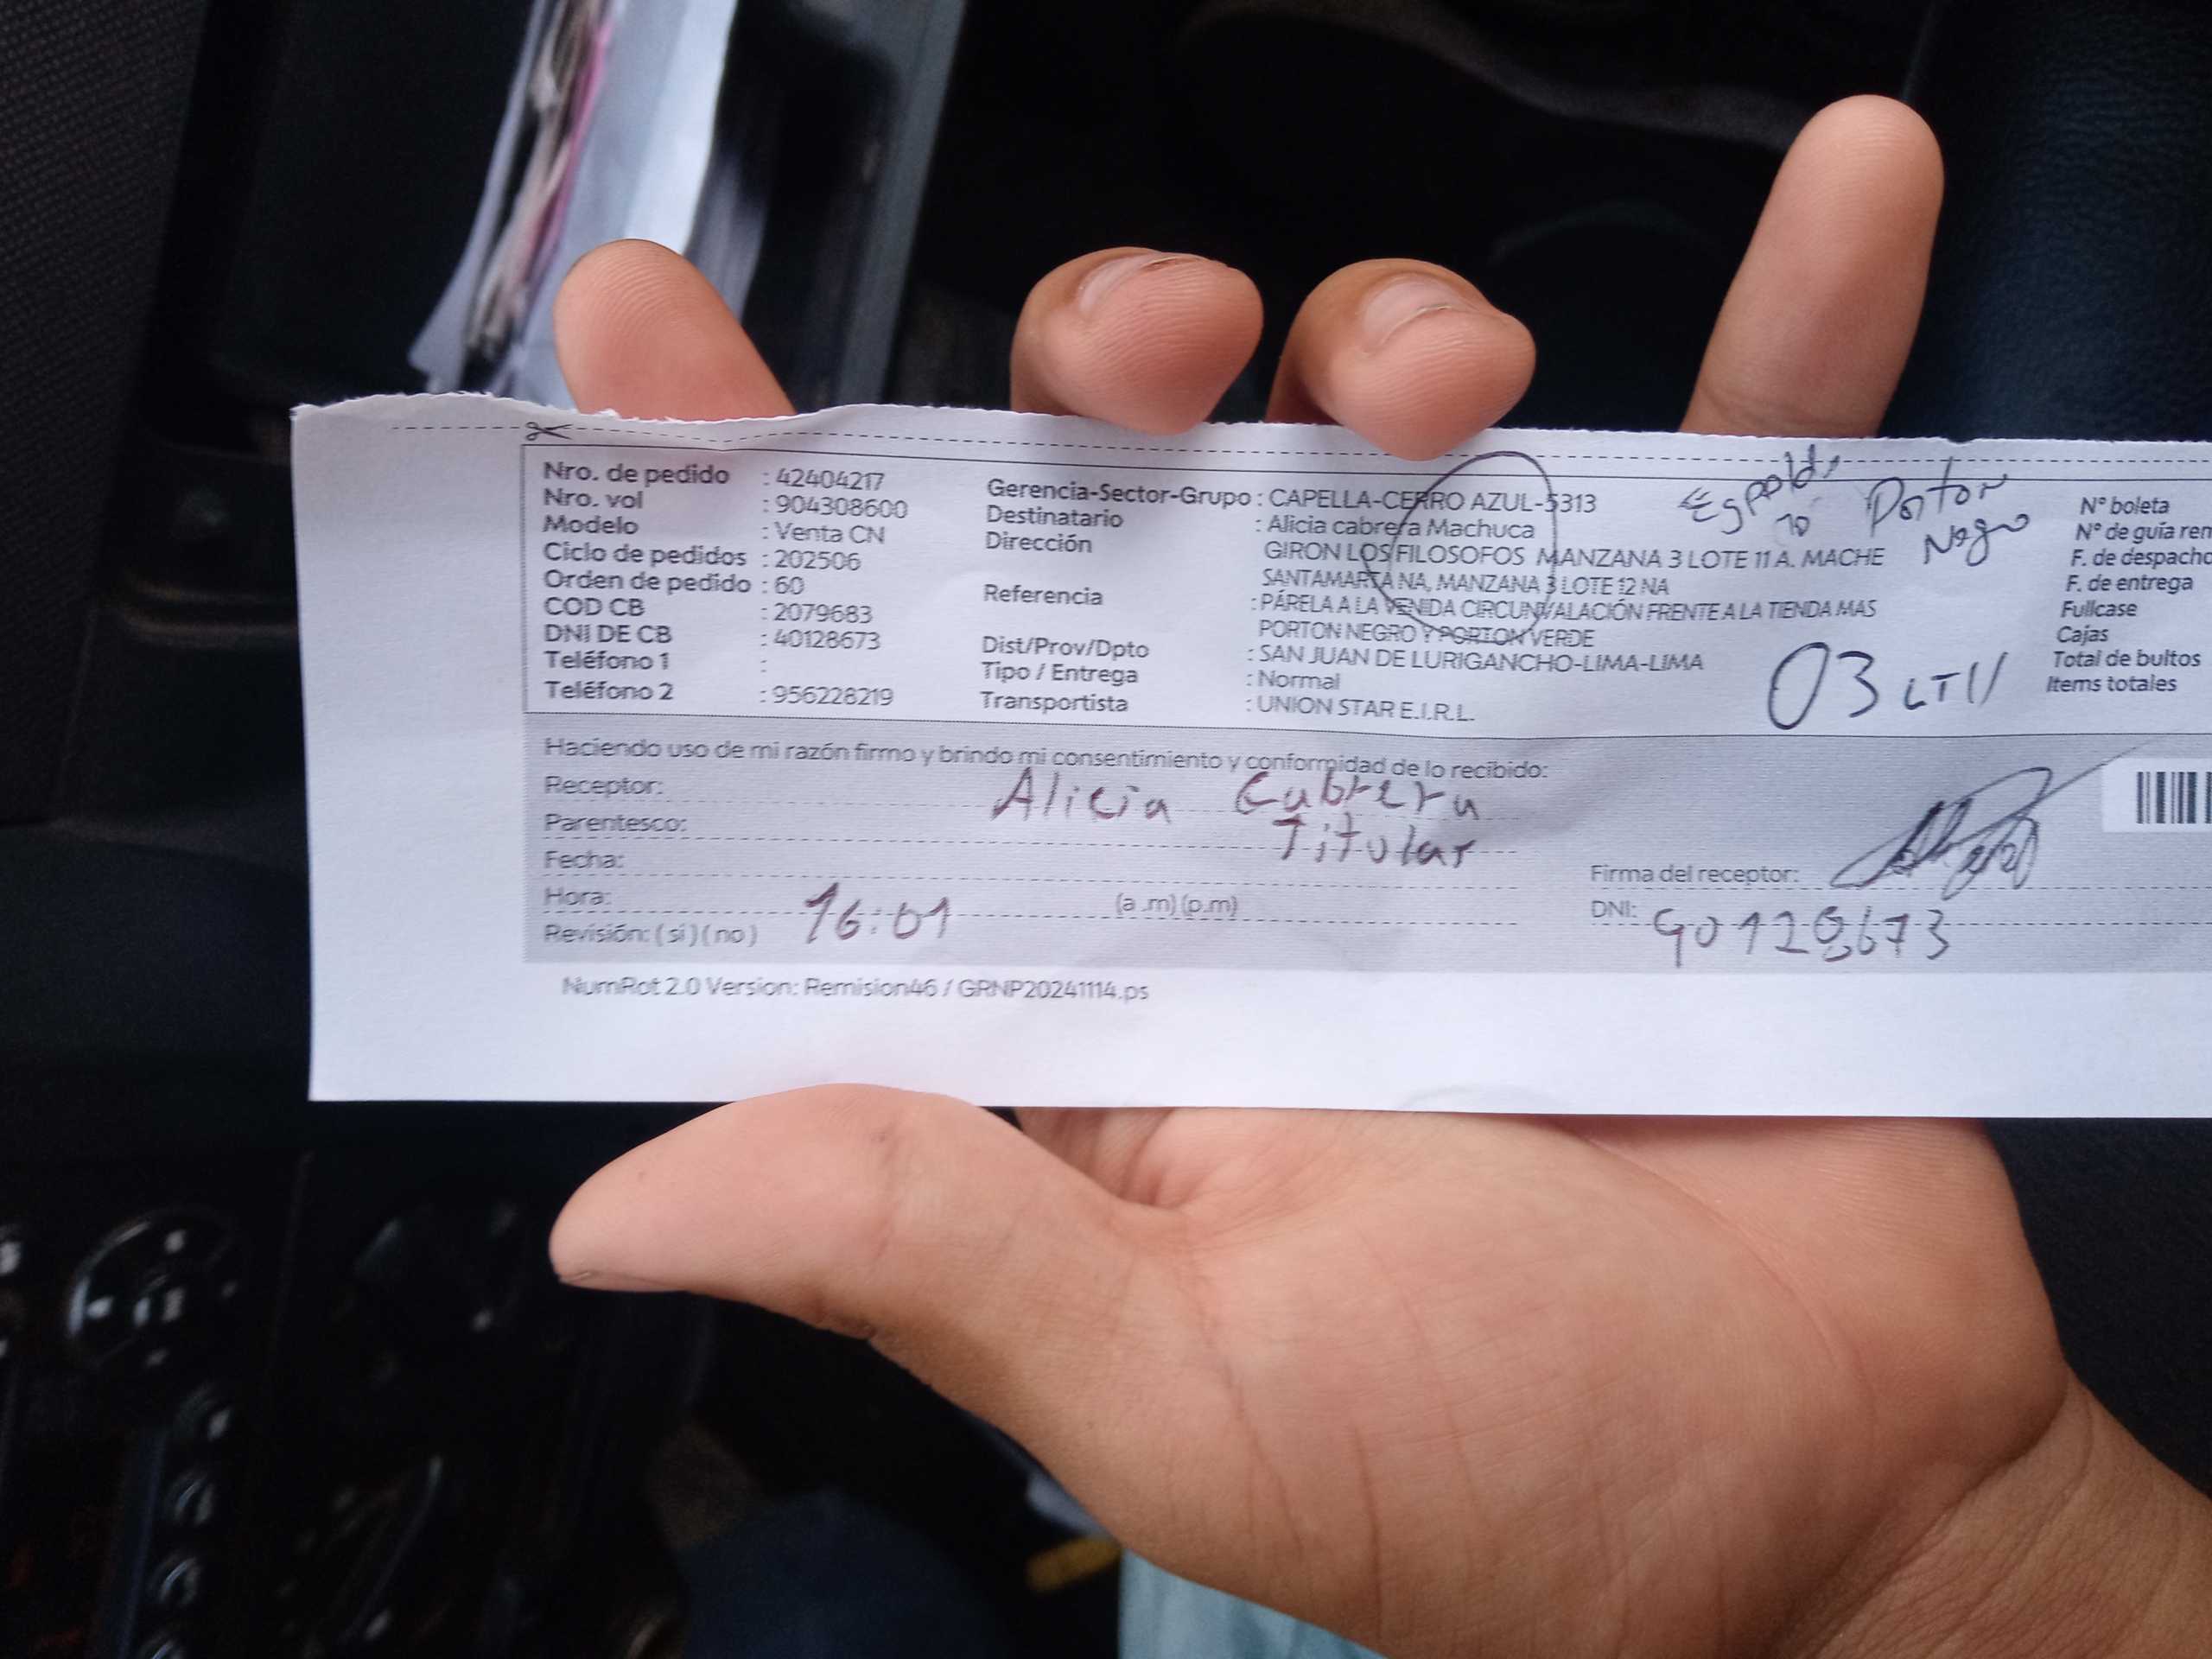 Nro. de pedido : 42404217
Nro. vol : 904308600
Modelo : Venta CN
Ciclo de pedidos : 202506
Orden de pedido : 60
COD CB : 2079683
DNI DE CB : 40128673
Teléfono 1 :
Teléfono 2 : 956228219
Gerencia-Sector-Grupo : CAPELLA-CERRO AZUL-5313
Destinatario : Alicia cabrera Machuca
Dirección GIRON LOS FILOSOFOS MANZANA 3 LOTE 11 A. MACHE
SANTAMARTA NA, MANZANA 3 LOTE 12 NA
Referencia : PÁRELA A LA VENIDA CIRCUNVALACIÓN FRENTE A LA TIENDA MAS
PORTON NEGRO Y PORTON VERDE
Dist/Prov/Dpto : SAN JUAN DE LURIGANCHO-LIMA-LIMA
Tipo / Entrega : Normal
Transportista : UNION STAR E.I.R.L.
Porton
Negro
03 LT11
N° boleta
N° de guía rem
F. de despacho
F. de entrega
Fullcase
Cajas
Total de bultos
Items totales
Haciendo uso de mi razón firmo y brindo mi consentimiento y conformidad de lo recibido:
Receptor: Alicia Cabrera
Parentesco: Titular
Fecha:
Hora: 16:01 (a .m) (p.m)
Revisión: ( si ) ( no )
Firma del receptor:
DNI: 40128673
NumRot 2.0 Version: Remision46 / GRNP20241114.ps